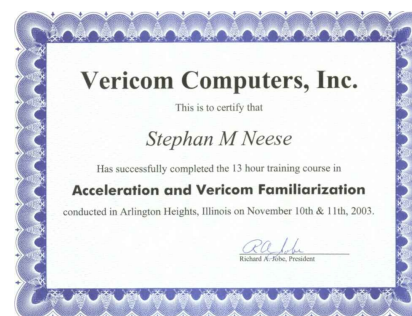 Vericom Computers, Inc.
This is to certify that
Stephan M Neese
Has successfully completed the 13 hour training course in
Acceleration and Vericom Familiarization
conducted in Arlington Heights, Illinois on November 10th & 11th, 2003.
Richard A. Robe, President